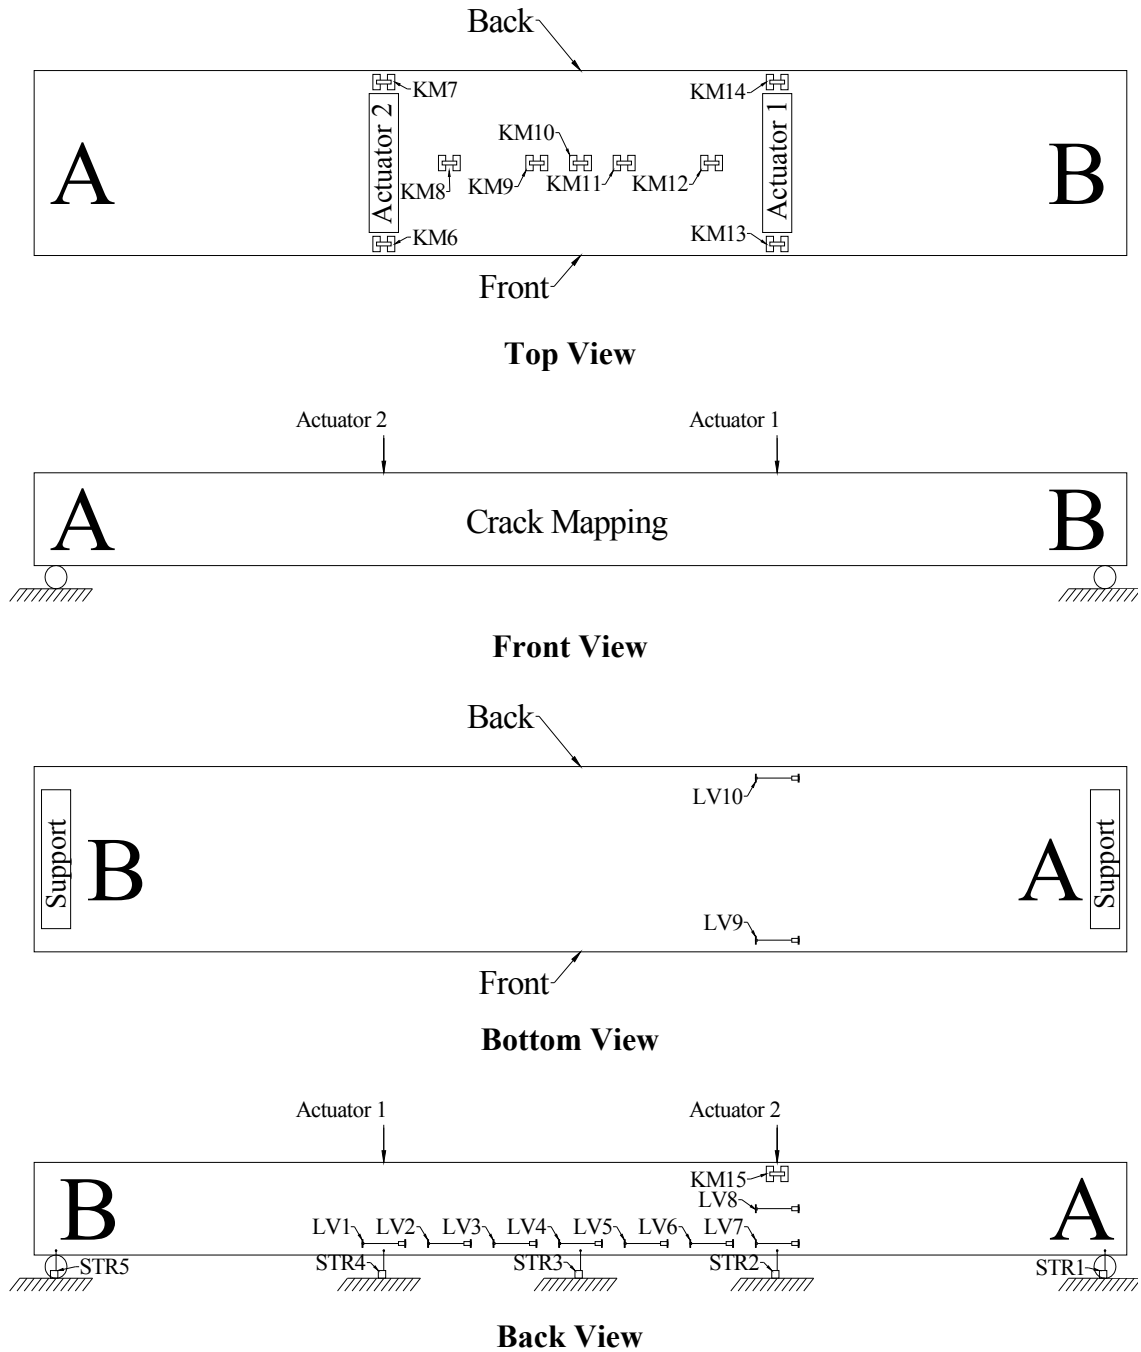 Back
KM7
KM14
Actuator 2
Actuator 1
A
B
KM10
KM8
KM9
KM11
KM12
KM6
KM13
Front
Top View
Actuator 2
Actuator 1
A
Crack Mapping
B
Front View
Back
LV10
Support
B
A
Support
LV9
Front
Bottom View
Actuator 1
Actuator 2
B
KM15
A
LV8
LV1
LV2
LV3
LV4
LV5
LV6
LV7
STR5
STR4
STR3
STR2
STR1
Back View